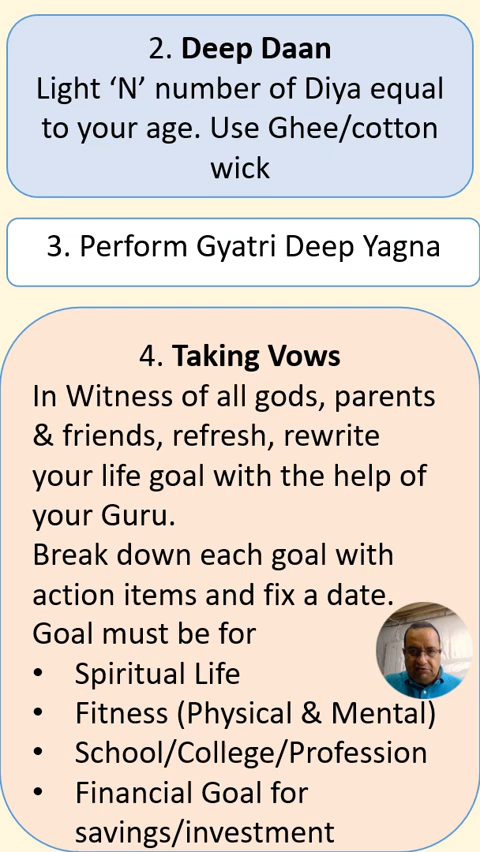 2. Deep Daan
Light ‘N’ number of Diya equal
to your age. Use Ghee/cotton
wick
3. Perform Gyatri Deep Yagna
4. Taking Vows
In Witness of all gods, parents
& friends, refresh, rewrite
your life goal with the help of
your Guru.
Break down each goal with
action items and fix a date.
Goal must be for
• Spiritual Life
• Fitness (Physical & Mental)
• School/College/Profession
• Financial Goal for
savings/investment